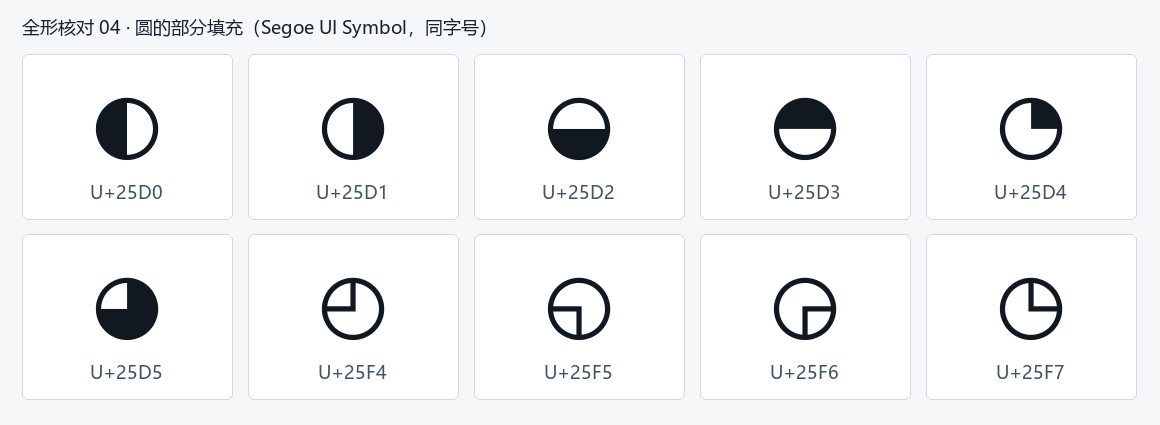 全形核对 04 · 圆的部分填充（Segoe UI Symbol，同字号）
◐ ◑ ◒ ◓ ◔
U+25D0 U+25D1 U+25D2 U+25D3 U+25D4
◕ ◴ ◵ ◶ ◷
U+25D5 U+25F4 U+25F5 U+25F6 U+25F7